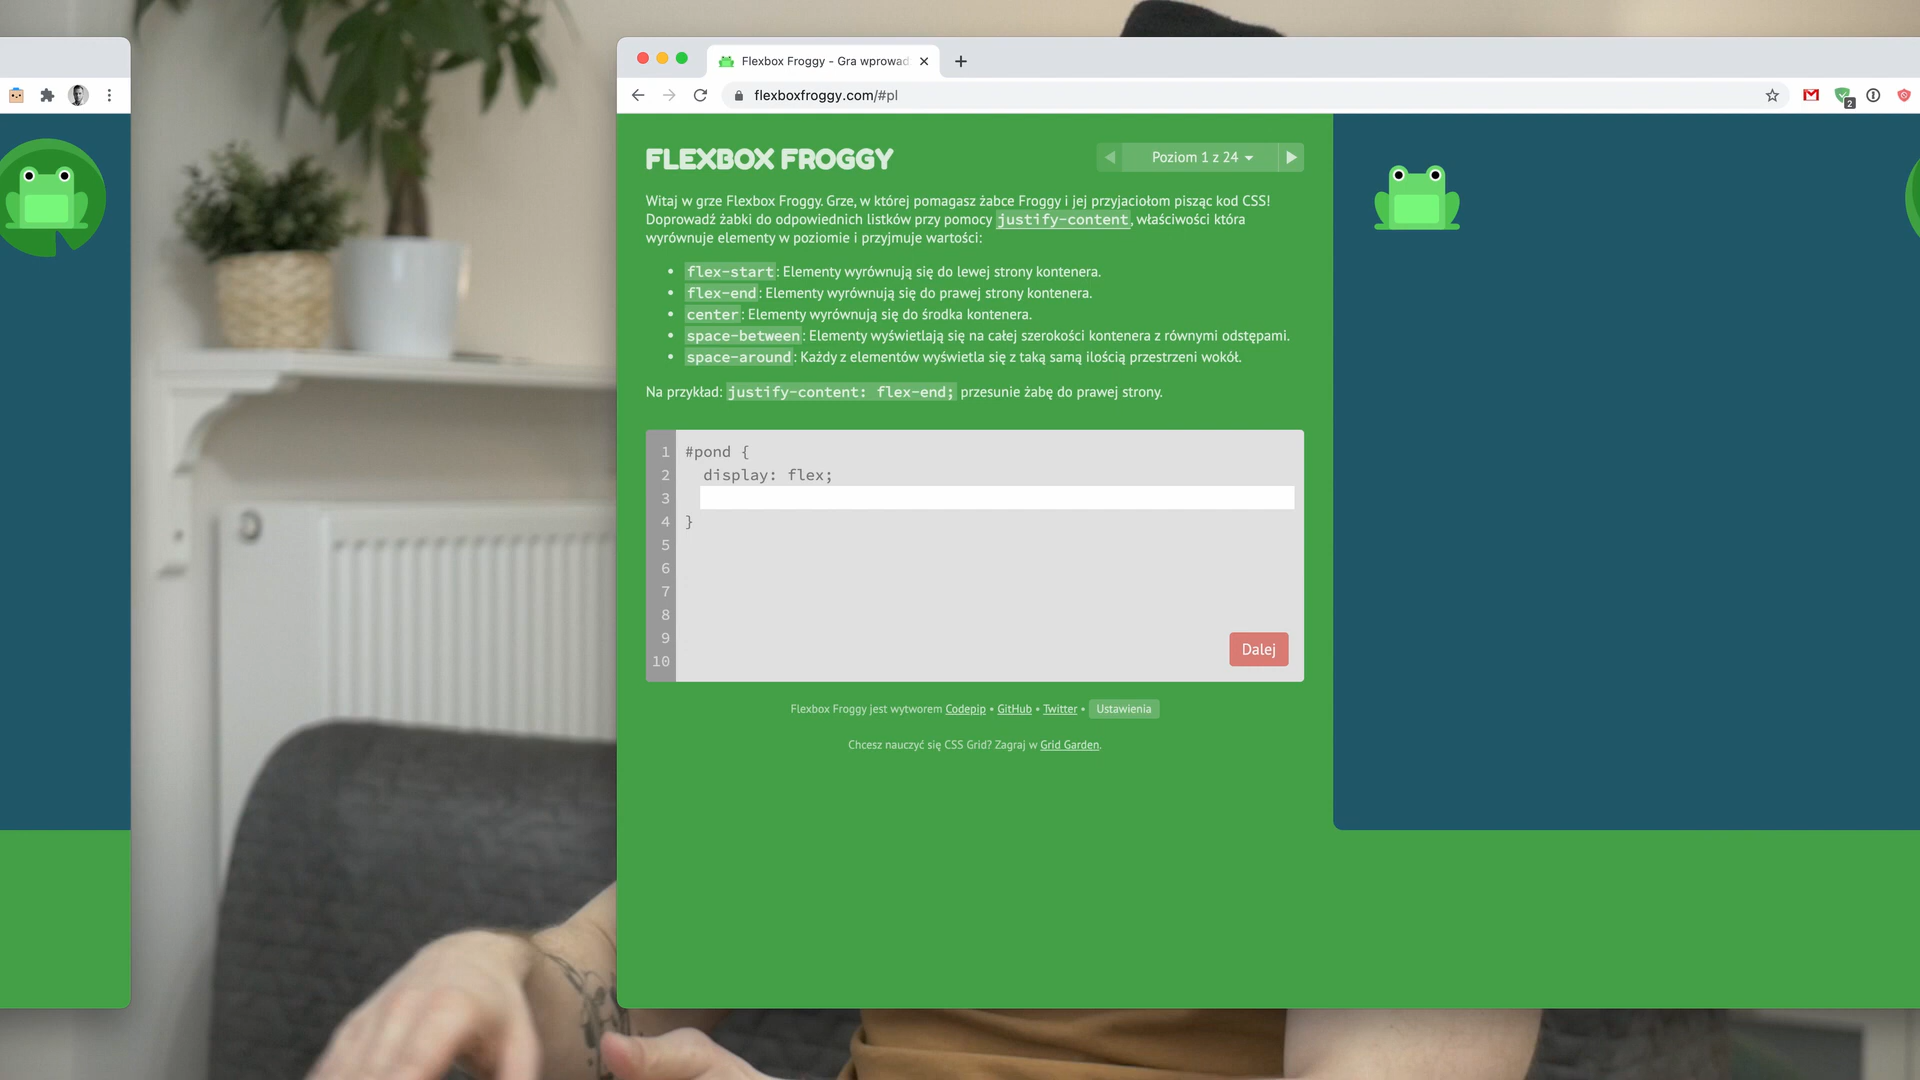 Flexbox Froggy - Gra wprowad
flexboxfroggy.com/#pl
2
FLEXBOX FROGGY
Poziom 1 z 24
Witaj w grze Flexbox Froggy. Grze, w której pomagasz żabce Froggy i jej przyjaciołom pisząc kod CSS!
Doprowadź żabki do odpowiednich listków przy pomocy justify-content, właściwości która
wyrównuje elementy w poziomie i przyjmuje wartości:
• flex-start: Elementy wyrównują się do lewej strony kontenera.
• flex-end: Elementy wyrównują się do prawej strony kontenera.
• center: Elementy wyrównują się do środka kontenera.
• space-between: Elementy wyświetlają się na całej szerokości kontenera z równymi odstępami.
• space-around: Każdy z elementów wyświetla się z taką samą ilością przestrzeni wokół.
Na przykład: justify-content: flex-end; przesunie żabę do prawej strony.
1 #pond {
2 display: flex;
3
4 }
5
6
7
8
9
10
Dalej
Flexbox Froggy jest wytworem Codepip • GitHub • Twitter • Ustawienia
Chcesz nauczyć się CSS Grid? Zagraj w Grid Garden.